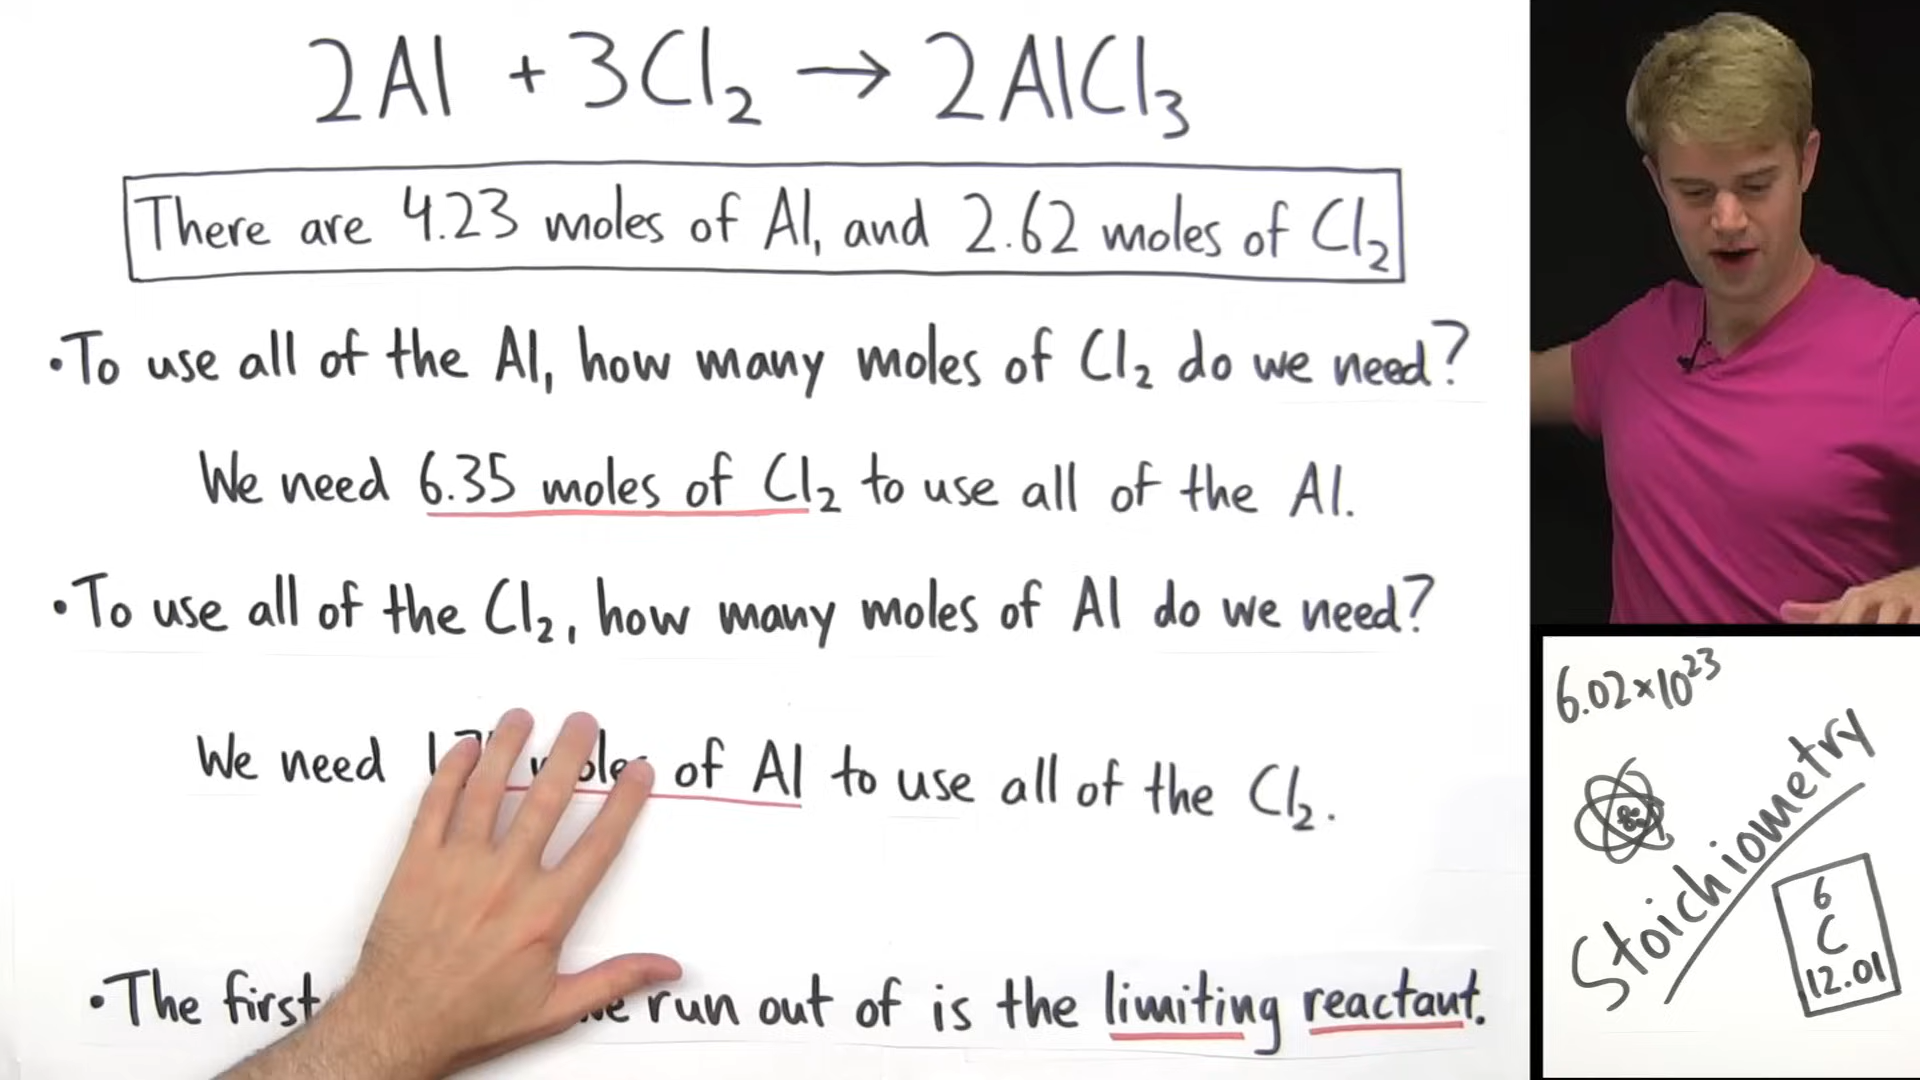 2Al + 3Cl₂ → 2AlCl₃
There are 4.23 moles of Al, and 2.62 moles of Cl₂
•To use all of the Al, how many moles of Cl₂ do we need?
We need 6.35 moles of Cl₂ to use all of the Al.
•To use all of the Cl₂, how many moles of Al do we need?
We need of Al to use all of the Cl₂.
•The first run out of is the limiting reactant.
6.02×10²³
Stoichiometry
6
C
12.01